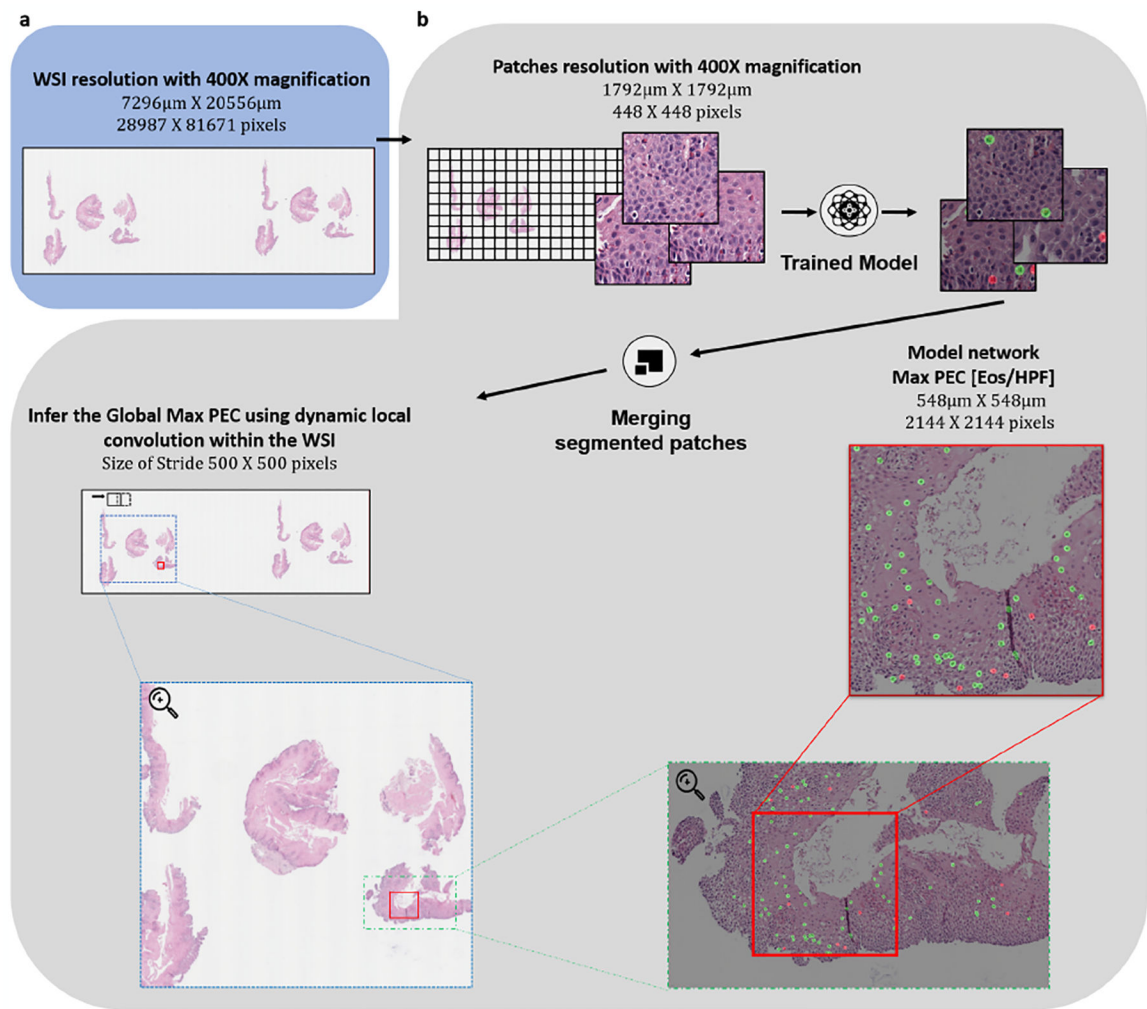 a
WSI resolution with 400X magnification
7296μm X 20556μm
28987 X 81671 pixels
b
Patches resolution with 400X magnification
1792μm X 1792μm
448 X 448 pixels
Trained Model
Merging
segmented patches
Model network
Max PEC [Eos/HPF]
548μm X 548μm
2144 X 2144 pixels
Infer the Global Max PEC using dynamic local
convolution within the WSI
Size of Stride 500 X 500 pixels